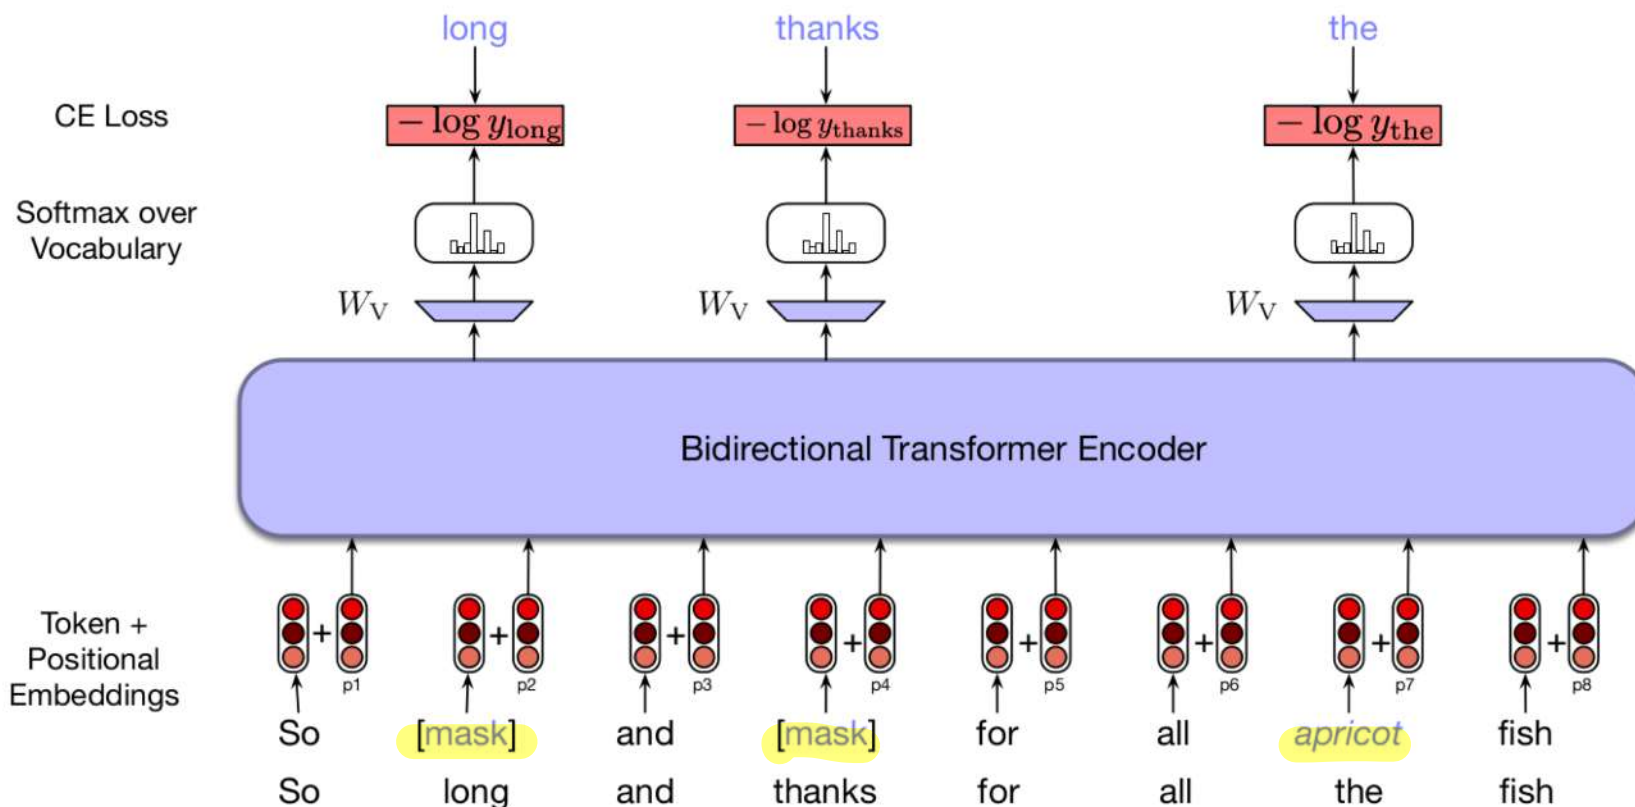 long thanks the
CE Loss − log y_long − log y_thanks − log y_the
Softmax over
Vocabulary
W_V W_V W_V
Bidirectional Transformer Encoder
Token +
Positional
Embeddings
+ + + + + + + +
p1 p2 p3 p4 p5 p6 p7 p8
So [mask] and [mask] for all apricot fish
So long and thanks for all the fish